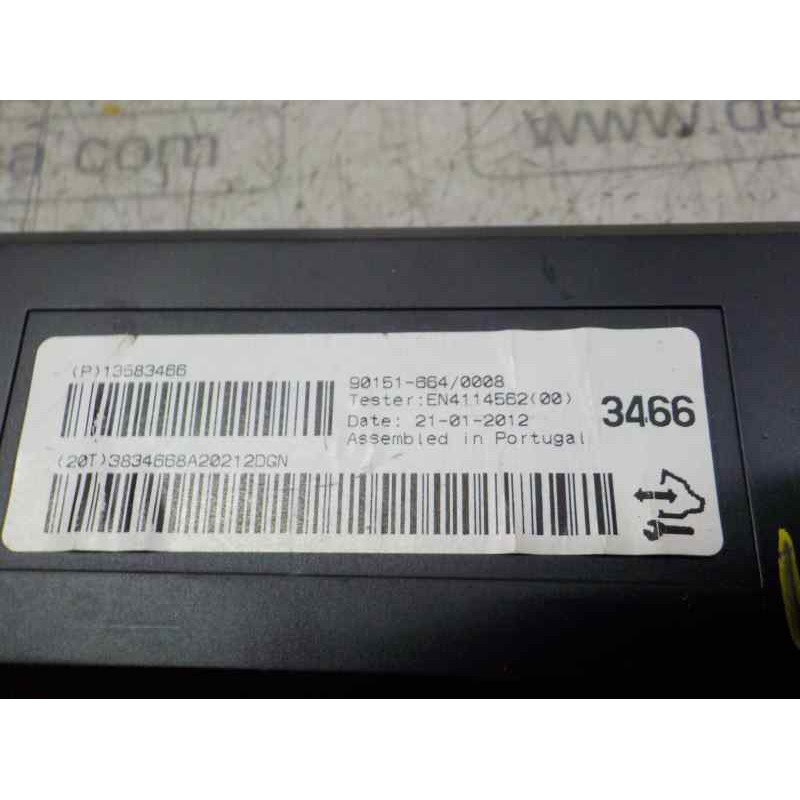 a.com
www.de
(P)13583466
90151-664/0008
Tester:EN4114562(00)
3466
Date: 21-01-2012
Assembled in Portugal
(20T)3834668A20212DGN